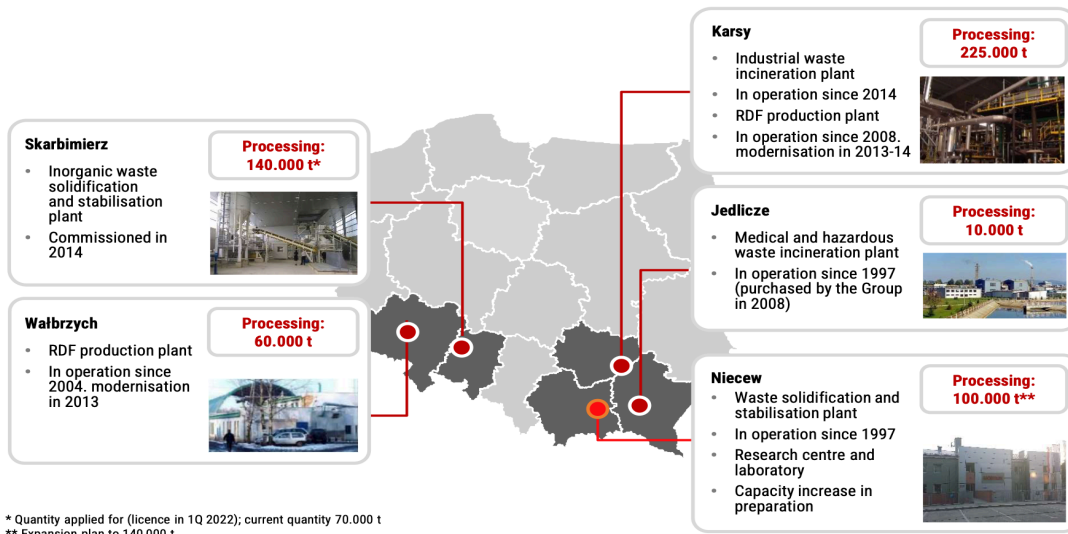 Skarbimierz
Processing:
140.000 t*
• Inorganic waste
solidification
and stabilisation
plant
• Commissioned in
2014
Wałbrzych
Processing:
60.000 t
• RDF production plant
• In operation since
2004. modernisation
in 2013
Karsy
Processing:
225.000 t
• Industrial waste
incineration plant
• In operation since 2014
• RDF production plant
• In operation since 2008.
modernisation in 2013-14
Jedlicze
Processing:
10.000 t
• Medical and hazardous
waste incineration plant
• In operation since 1997
(purchased by the Group
in 2008)
Niecew
Processing:
100.000 t**
• Waste solidification and
stabilisation plant
• In operation since 1997
• Research centre and
laboratory
• Capacity increase in
preparation
* Quantity applied for (licence in 1Q 2022); current quantity 70.000 t
** Expansion plan to 140.000 t